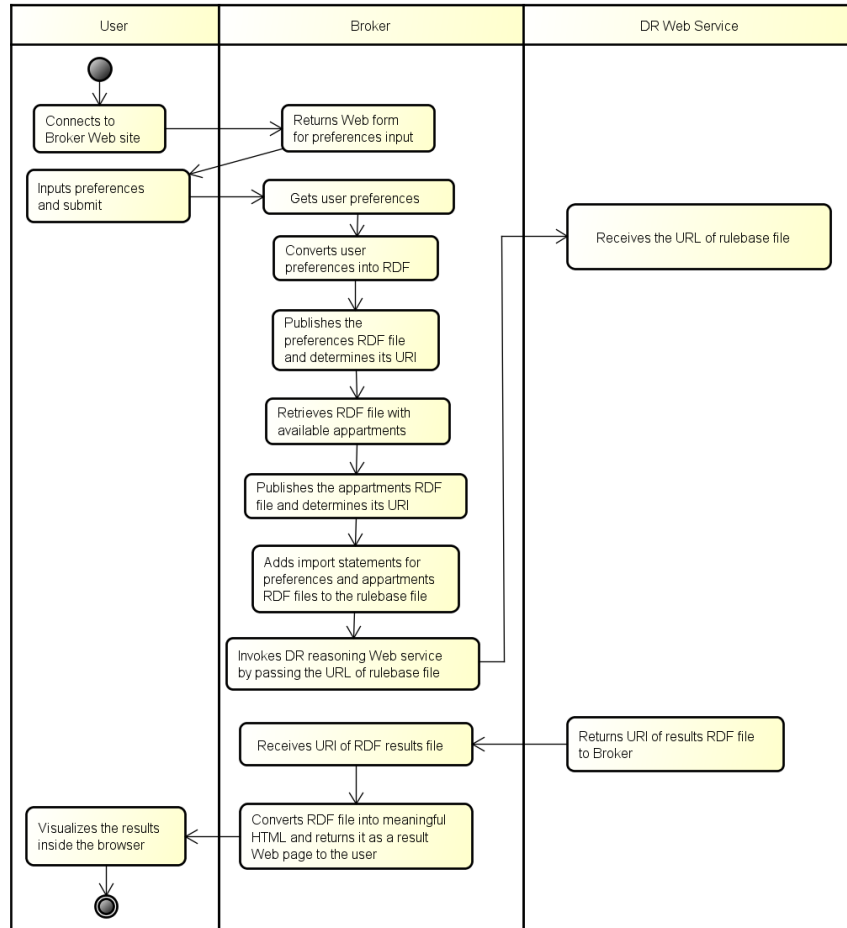 User
Broker
DR Web Service
Connects to
Broker Web site
Returns Web form
for preferences input
Inputs preferences
and submit
Gets user preferences
Receives the URL of rulebase file
Converts user
preferences into RDF
Publishes the
preferences RDF file
and determines its URI
Retrieves RDF file with
available appartments
Publishes the appartments RDF
file and determines its URI
Adds import statements for
preferences and appartments
RDF files to the rulebase file
Invokes DR reasoning Web service
by passing the URL of rulebase file
Returns URI of results RDF file
to Broker
Receives URI of RDF results file
Converts RDF file into meaningful
HTML and returns it as a result
Web page to the user
Visualizes the results
inside the browser